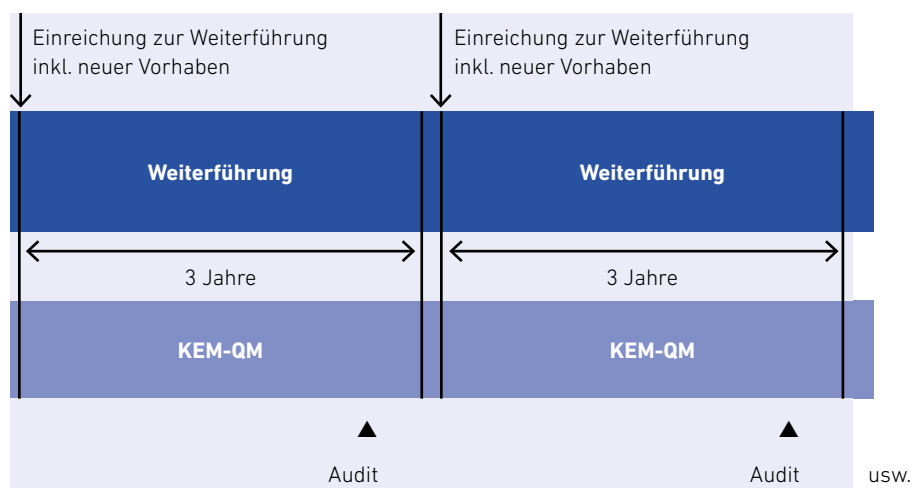 Einreichung zur Weiterführung
inkl. neuer Vorhaben
Einreichung zur Weiterführung
inkl. neuer Vorhaben
Weiterführung
Weiterführung
3 Jahre
3 Jahre
KEM-QM
KEM-QM
Audit
Audit
usw.